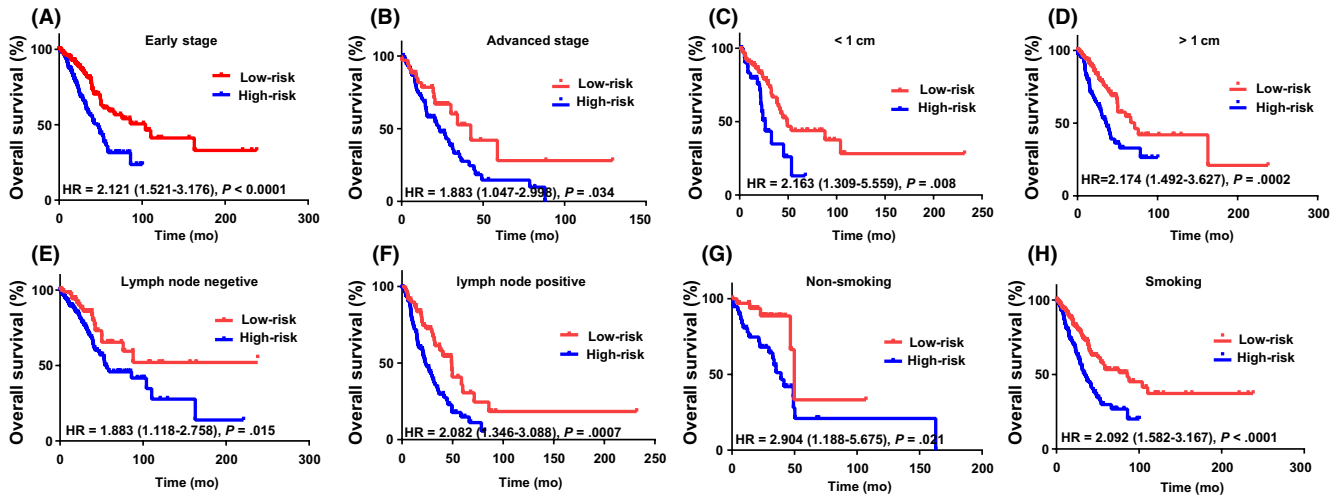 (A)
Early stage
Overall survival (%)
100
50
0
Low-risk
High-risk
HR = 2.121 (1.521-3.176), P < 0.0001
0 100 200 300
Time (mo)
(B)
Advanced stage
Overall survival (%)
100
50
0
Low-risk
High-risk
HR = 1.883 (1.047-2.998), P = .034
0 50 100 150
Time (mo)
(C)
< 1 cm
Overall survival (%)
100
50
0
Low-risk
High-risk
HR = 2.163 (1.309-5.559), P = .008
0 50 100 150 200 250
Time (mo)
(D)
> 1 cm
Overall survival (%)
100
50
0
Low-risk
High-risk
HR=2.174 (1.492-3.627), P = .0002
0 100 200 300
Time (mo)
(E)
Lymph node negetive
Overall survival (%)
100
50
0
Low-risk
High-risk
HR = 1.883 (1.118-2.758), P = .015
0 100 200 300
Time (mo)
(F)
lymph node positive
Overall survival (%)
100
50
0
Low-risk
High-risk
HR = 2.082 (1.346-3.088), P = .0007
0 50 100 150 200 250
Time (mo)
(G)
Non-smoking
Overall survival (%)
100
50
0
Low-risk
High-risk
HR = 2.904 (1.188-5.675), P = .021
0 50 100 150 200
Time (mo)
(H)
Smoking
Overall survival (%)
100
50
0
Low-risk
High-risk
HR = 2.092 (1.582-3.167), P < .0001
0 100 200 300
Time (mo)